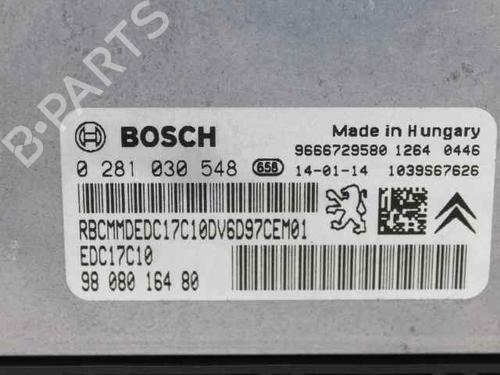 BOSCH
Made in Hungary
0 281 030 548 658
9666729580 1264 0446
14-01-14 1039S67626
RBCMMDEDC17C10DV6D97CEM01
EDC17C10
98 080 164 80
B-PARTS